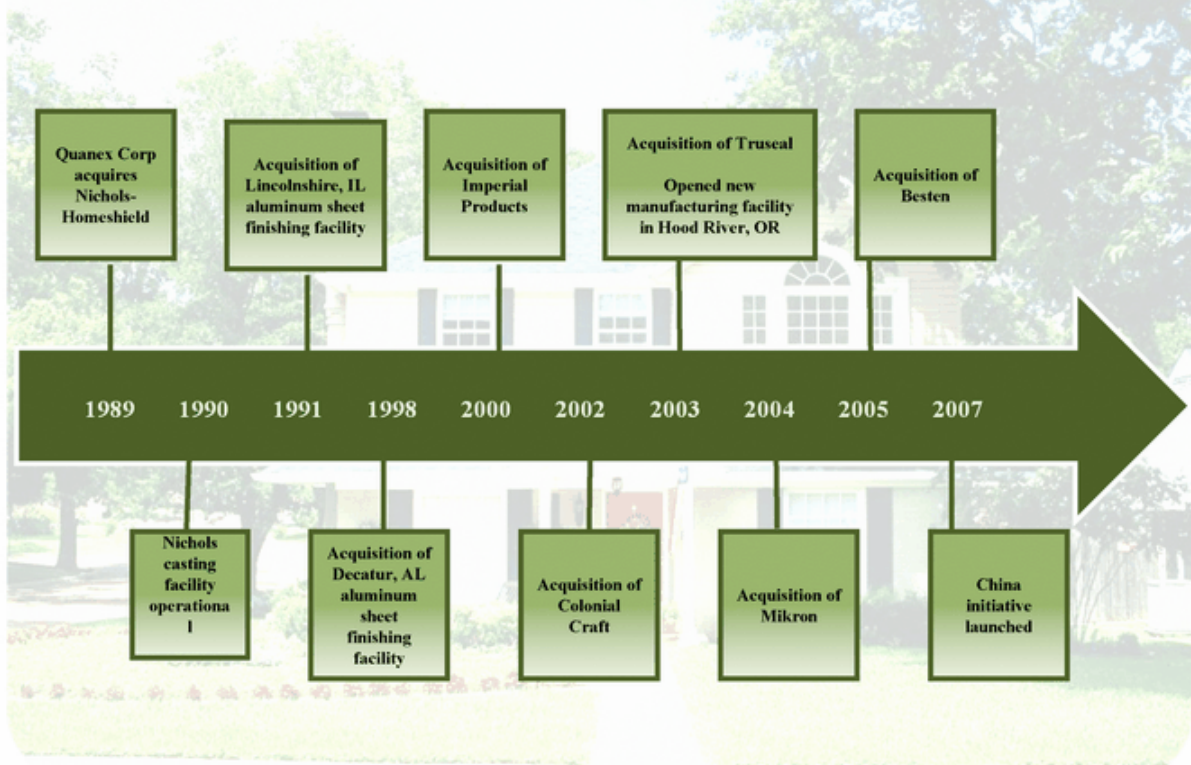 Quanex Corp
acquires
Nichols-
Homeshield
Acquisition of
Lincolnshire, IL
aluminum sheet
finishing facility
Acquisition of
Imperial
Products
Acquisition of Truseal
Opened new
manufacturing facility
in Hood River, OR
Acquisition of
Besten
1989 1990 1991 1998 2000 2002 2003 2004 2005 2007
Nichols
casting
facility
operationa
l
Acquisition of
Decatur, AL
aluminum
sheet
finishing
facility
Acquisition of
Colonial
Craft
Acquisition of
Mikron
China
initiative
launched